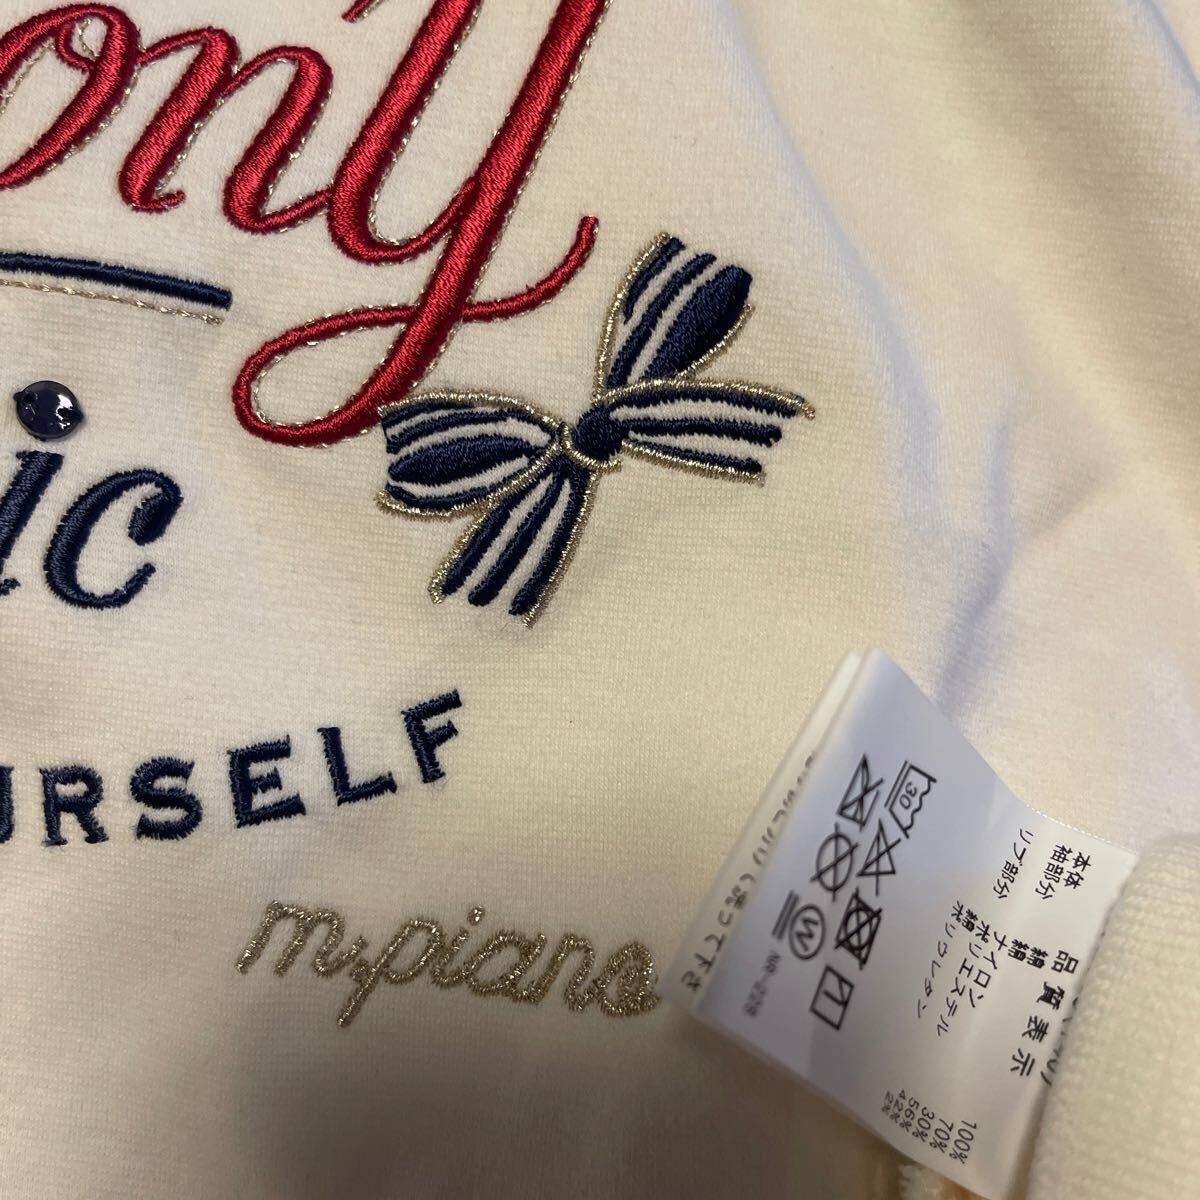 ony
ic
URSELF
m.piano
品質表示
本体 綿 100%
袖部分 ナイロン 70%
綿 30%
リブ部分 ポリエステル 56%
綿 42%
ポリウレタン 2%
30
W